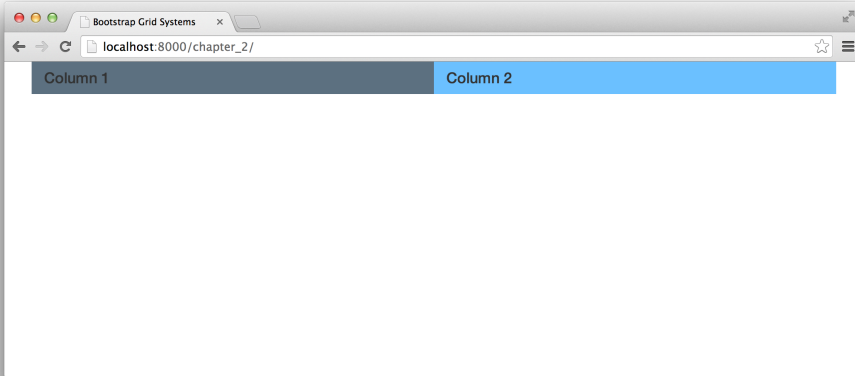 Bootstrap Grid Systems
localhost:8000/chapter_2/
Column 1 Column 2